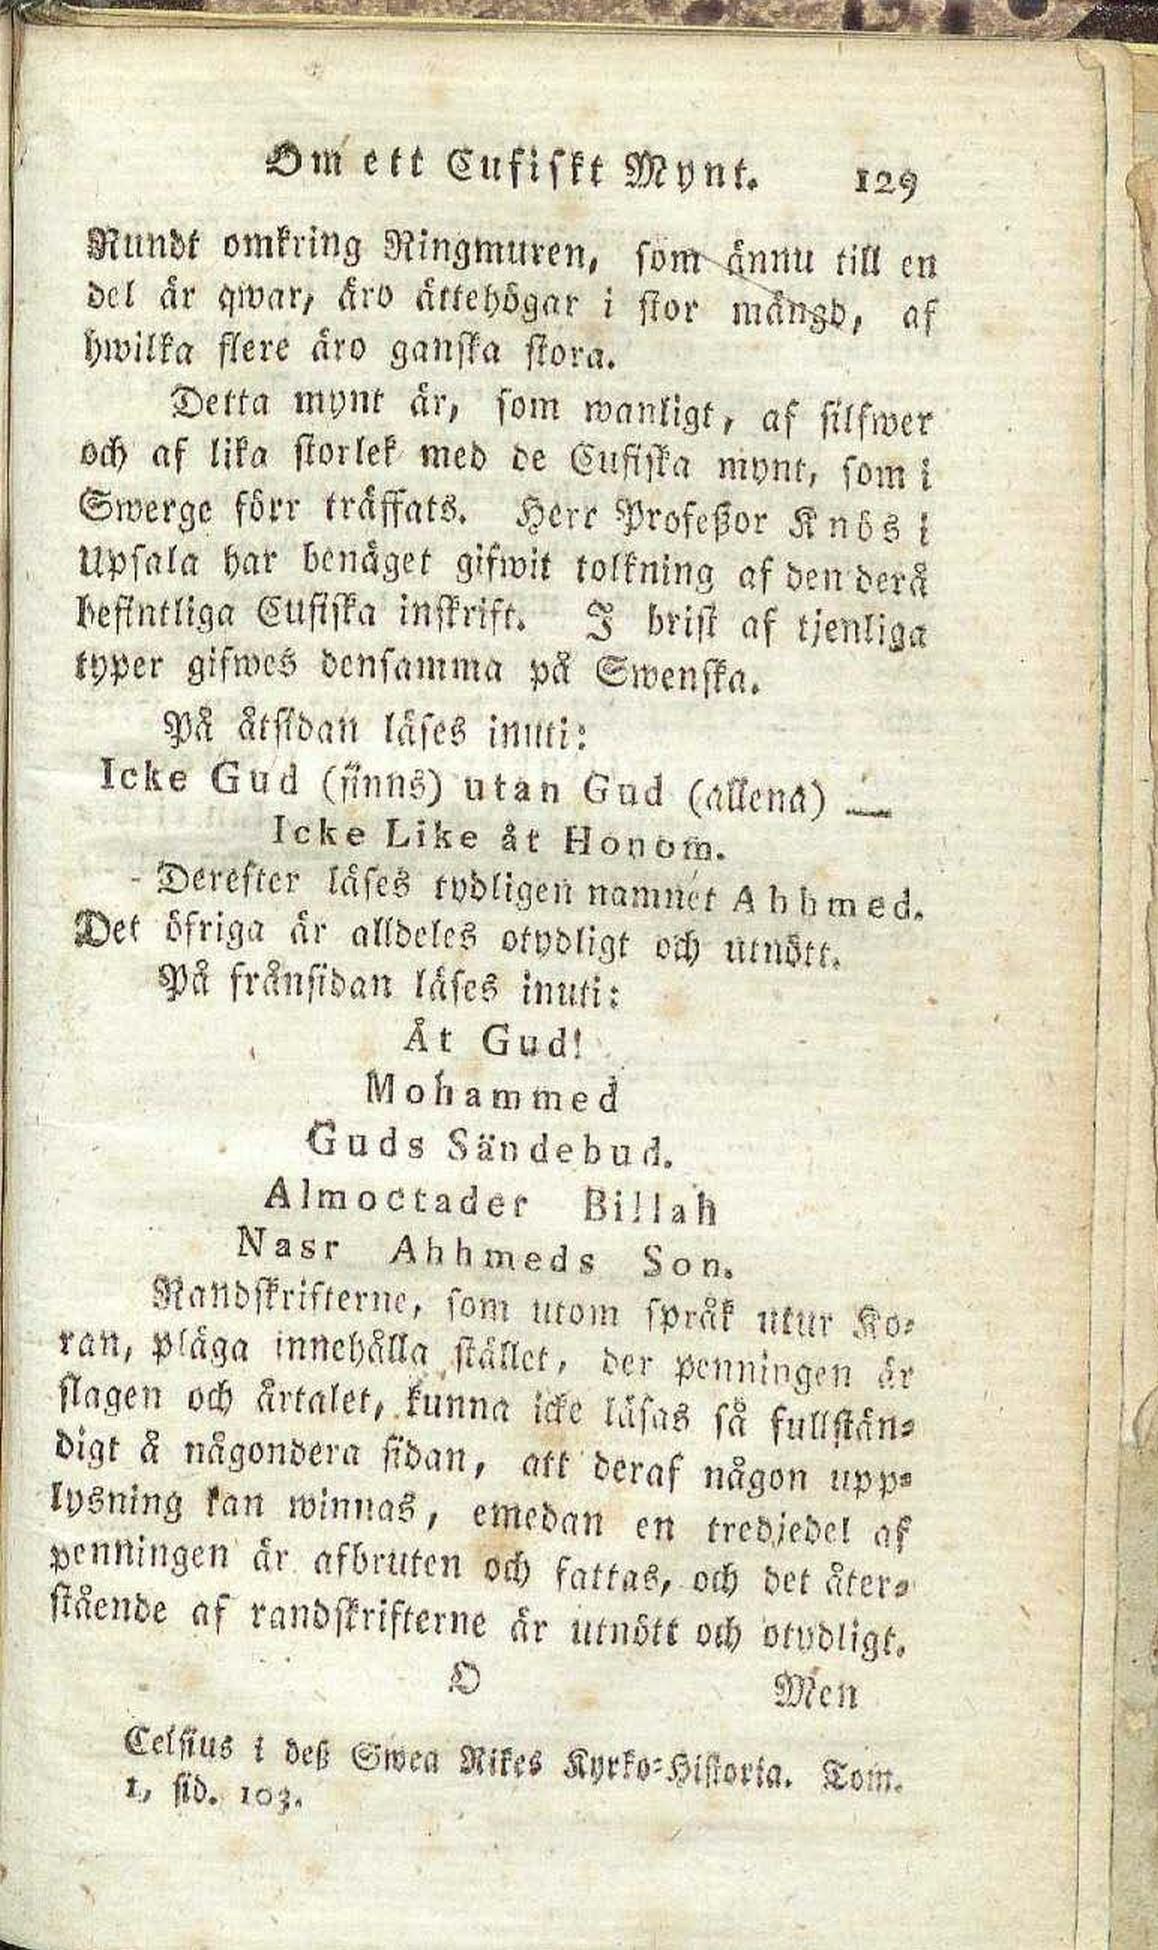 Om ett Cufiskt Mynt. 129
Rundt omkring Ringmuren, som ännu till en
del är qwar, äro ättehögar i stor mängd, af
hwilka flere äro ganska stora.
Detta mynt är, som wanligt, af silfwer
och af lika storlek med de Cufiska mynt, som i
Swerge förr träffats. Herr Profeßor Knös i
Upsala har benäget gifwit tolkning af den derå
befintliga Cufiska inskrift. I brist af tjenliga
typer gifwes densamma på Swenska.
På åtsidan läses inuti:
Icke Gud (finns) utan Gud (allena) —
Icke Like åt Honom.
Derefter läses tydligen namnet Ahhmed.
Det öfriga är alldeles otydligt och utnött.
På frånsidan läses inuti:
Åt Gud!
Mohammed
Guds Sändebud.
Almoctader Billah
Nasr Ahhmeds Son.
Randskrifterne, som utom språk utur Ko-
ran, pläga innehålla stället, der penningen är
slagen och årtalet, kunna icke läsas så fullstän-
digt å någondera sidan, att deraf någon upp-
lysning kan winnas, emedan en tredjedel af
penningen är afbruten och fattas, och det åter-
stående af randskrifterne är utnött och otydligt.
O Men
Celsius i deß Swea Rikes Kyrko-Historia. Tom.
1, sid. 103.